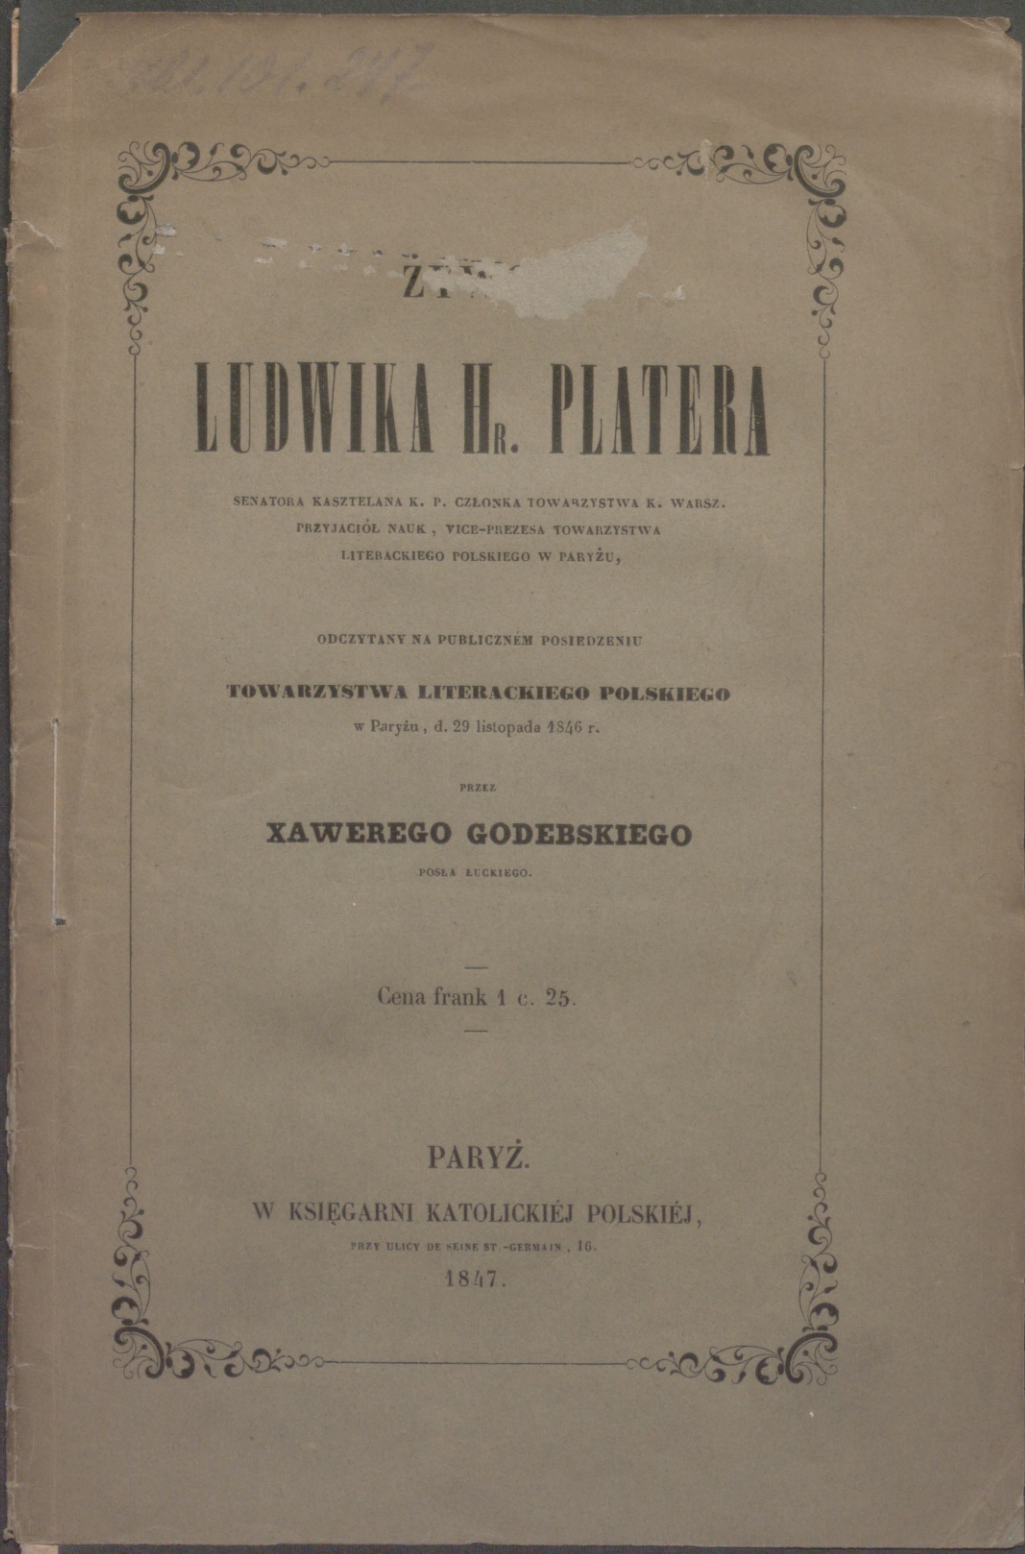 LUDWIKA HR. PLATERA
SENATORA KASZTELANA K. P. CZŁONKA TOWARZYSTWA K. WARSZ.
PRZYJACIÓŁ NAUK, VICE-PREZESA TOWARZYSTWA
LITERACKIEGO POLSKIEGO W PARYŻU,
ODCZYTANY NA PUBLICZNÉM POSIEDZENIU
TOWARZYSTWA LITERACKIEGO POLSKIEGO
w Paryżu, d. 29 listopada 1846 r.
PRZEZ
XAWEREGO GODEBSKIEGO
POSŁA ŁUCKIEGO.
Cena frank 1 c. 25.
PARYŻ.
W KSIĘGARNI KATOLICKIÉJ POLSKIÉJ,
PRZY ULICY DE SEINE ST.-GERMAIN, 16.
1847.